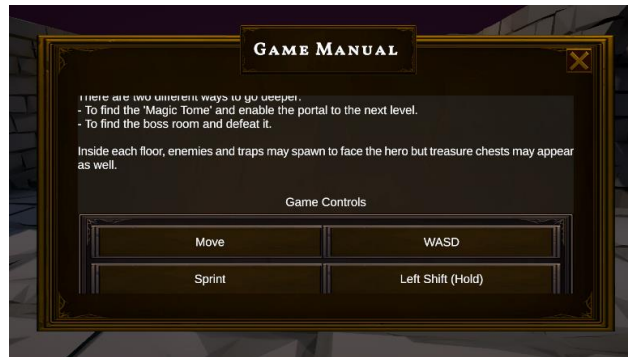 GAME MANUAL
There are two different ways to go deeper:
- To find the 'Magic Tome' and enable the portal to the next level.
- To find the boss room and defeat it.
Inside each floor, enemies and traps may spawn to face the hero but treasure chests may appear
as well.
Game Controls
Move WASD
Sprint Left Shift (Hold)